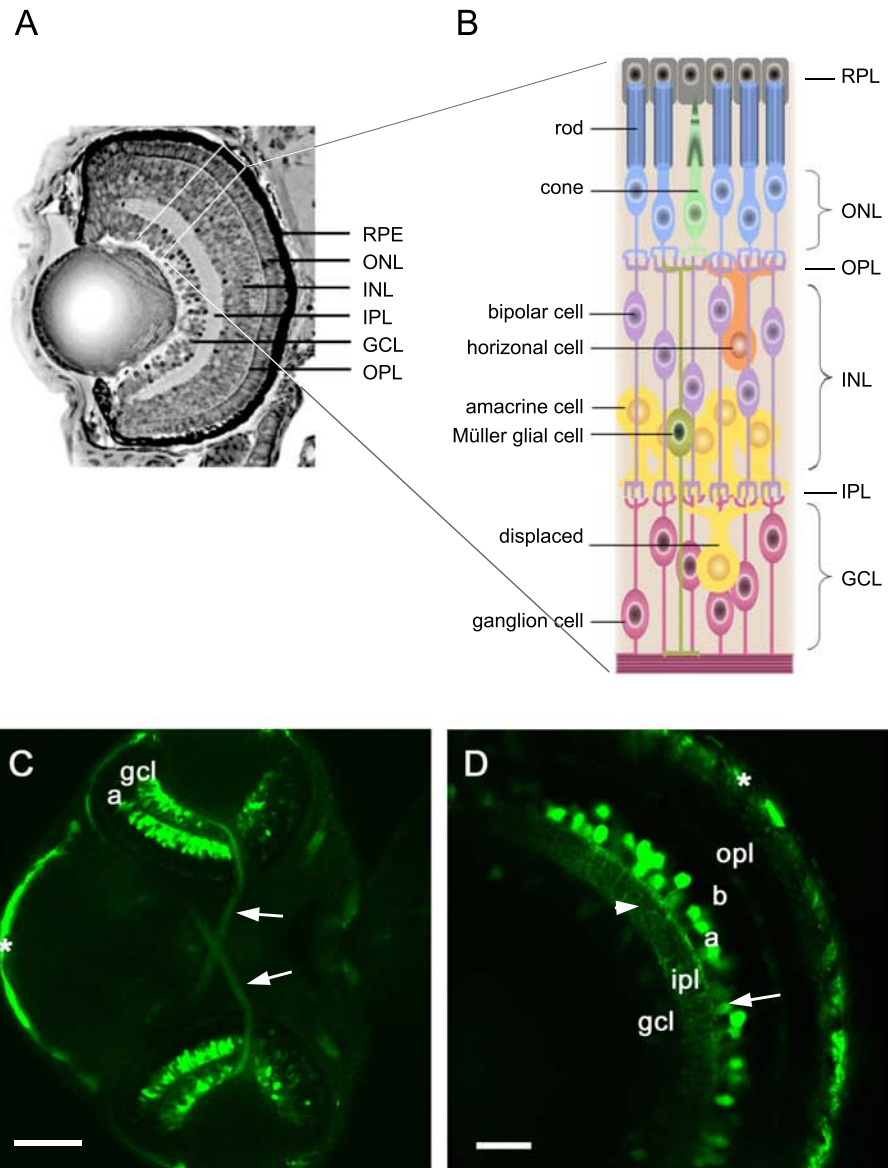 A
B
RPE
ONL
INL
IPL
GCL
OPL
rod
cone
bipolar cell
horizonal cell
amacrine cell
Müller glial cell
displaced
ganglion cell
RPL
ONL
OPL
INL
IPL
GCL
C
gcl
a
*
D
*
opl
b
a
ipl
gcl